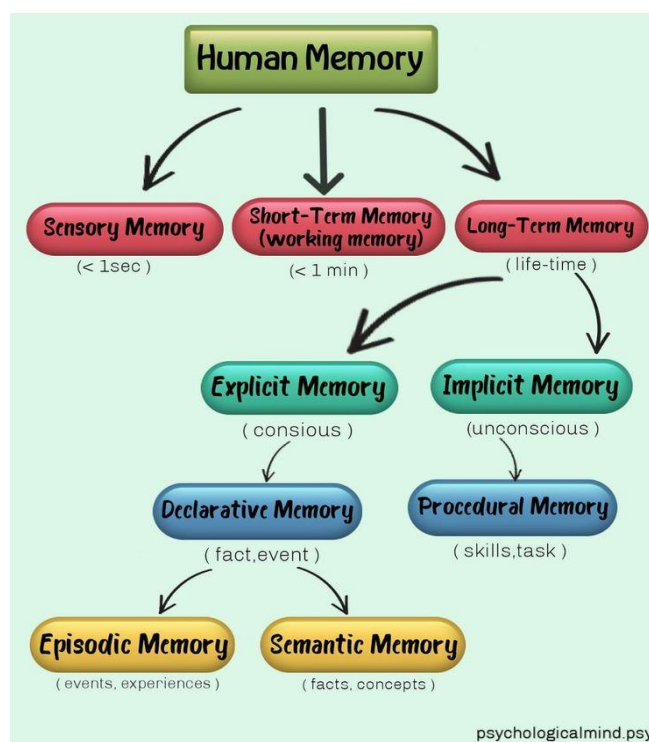 Human Memory
Sensory Memory
(< 1sec )
Short-Term Memory
(working memory)
(< 1 min )
Long-Term Memory
( life-time )
Explicit Memory
( consious )
Implicit Memory
(unconscious )
Declarative Memory
( fact,event )
Procedural Memory
( skills,task )
Episodic Memory
( events, experiences )
Semantic Memory
( facts, concepts )
psychologicalmind.psy